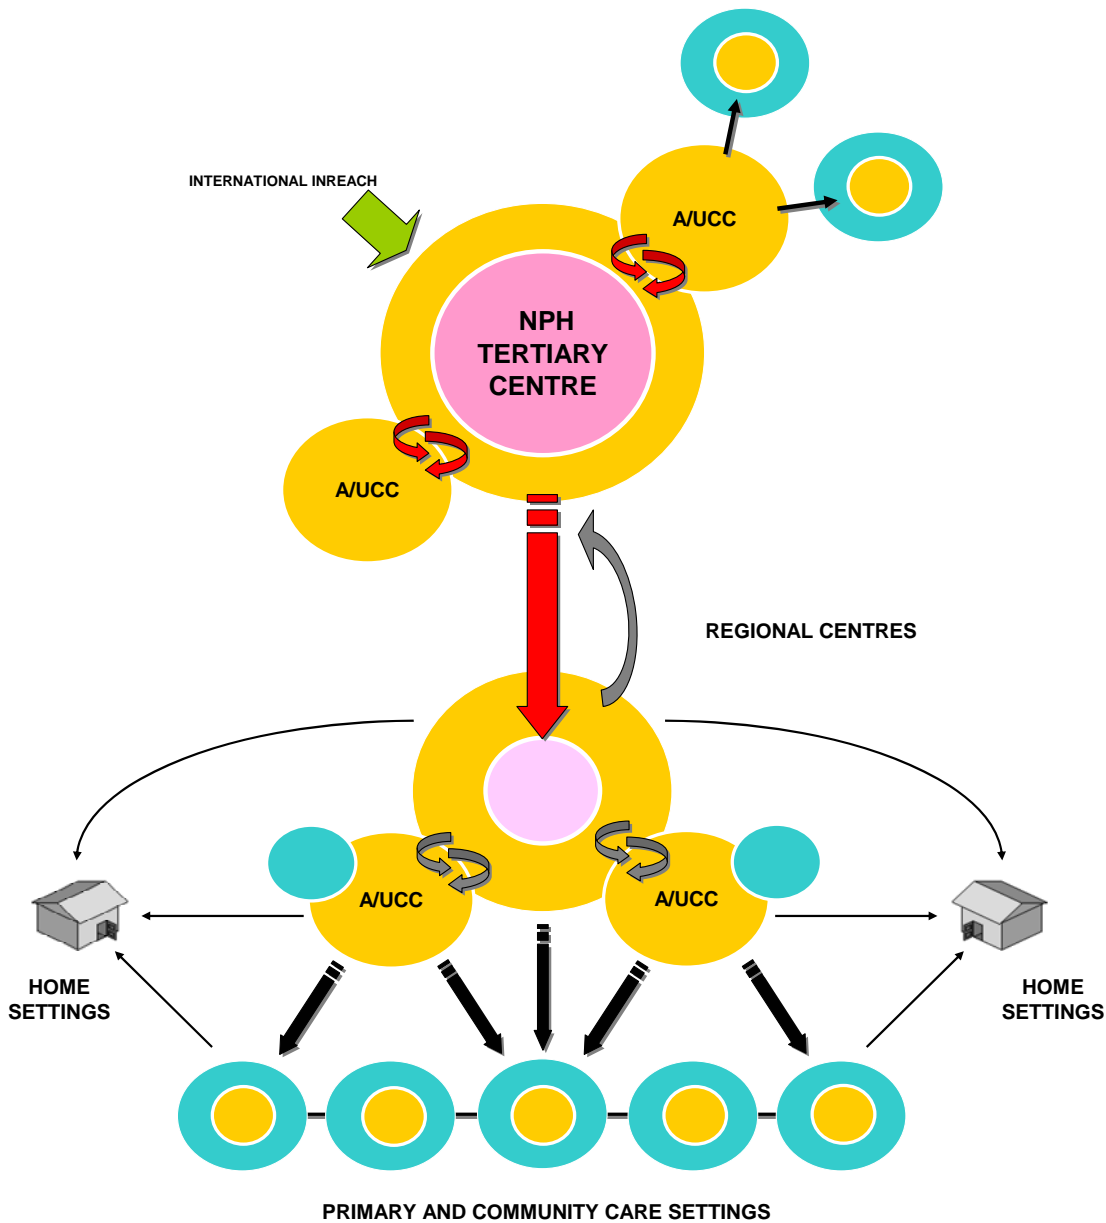 INTERNATIONAL INREACH
A/UCC
NPH
TERTIARY
CENTRE
A/UCC
REGIONAL CENTRES
A/UCC
A/UCC
HOME
SETTINGS
HOME
SETTINGS
PRIMARY AND COMMUNITY CARE SETTINGS